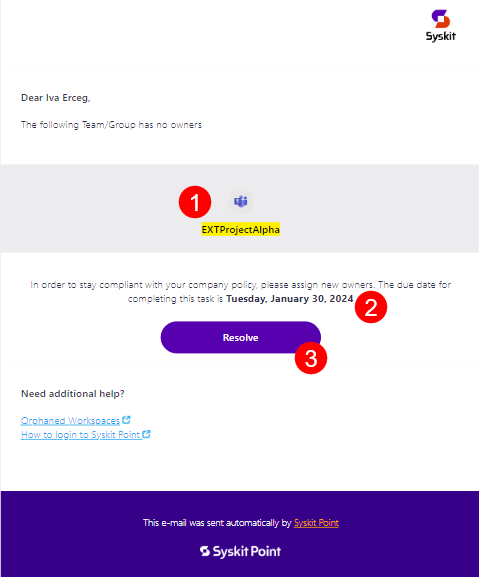 Syskit
Dear Iva Erceg,
The following Team/Group has no owners
1
EXTProjectAlpha
In order to stay compliant with your company policy, please assign new owners. The due date for
completing this task is Tuesday, January 30, 2024
2
Resolve
3
Need additional help?
Orphaned Workspaces
How to login to Syskit Point
This e-mail was sent automatically by Syskit Point
Syskit Point